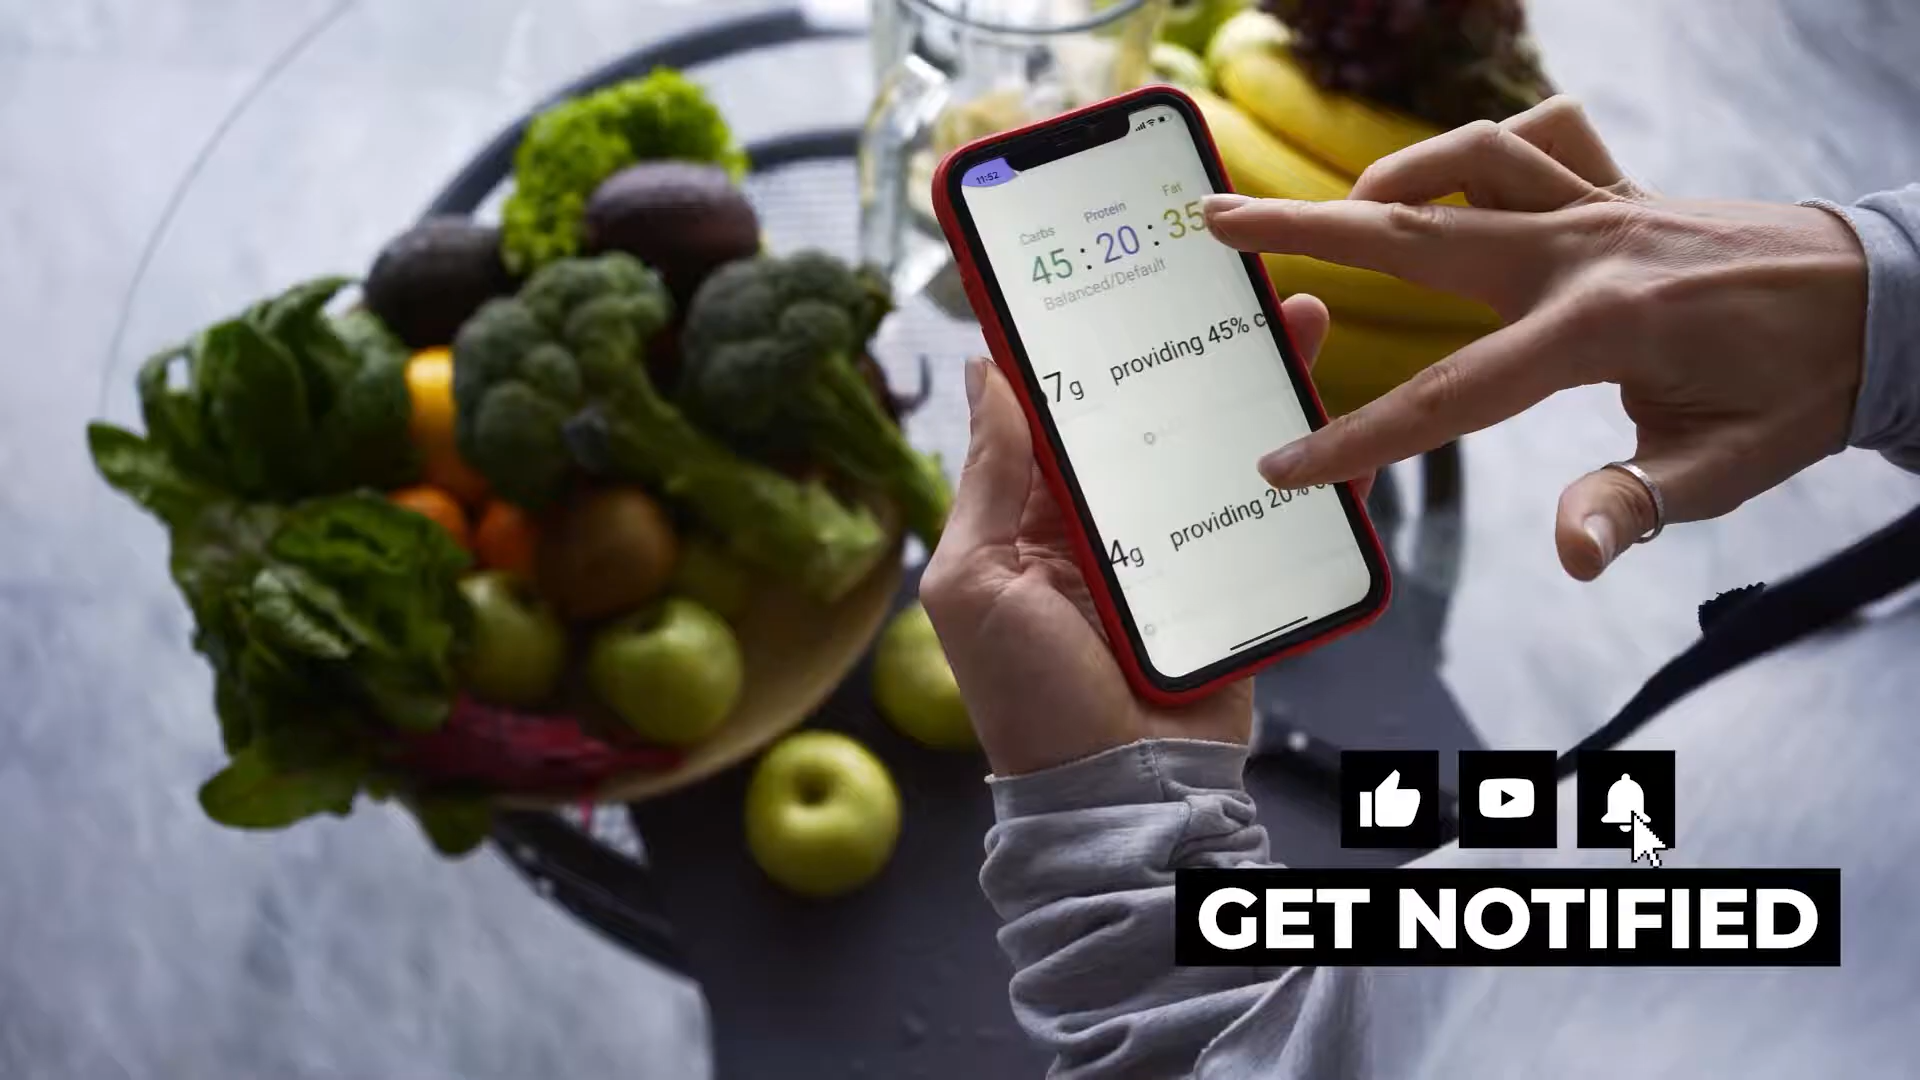 11:52
Carbs Protein Fat
45 : 20 : 35
Balanced/Default
7g providing 45% c
4g providing 20%
GET NOTIFIED